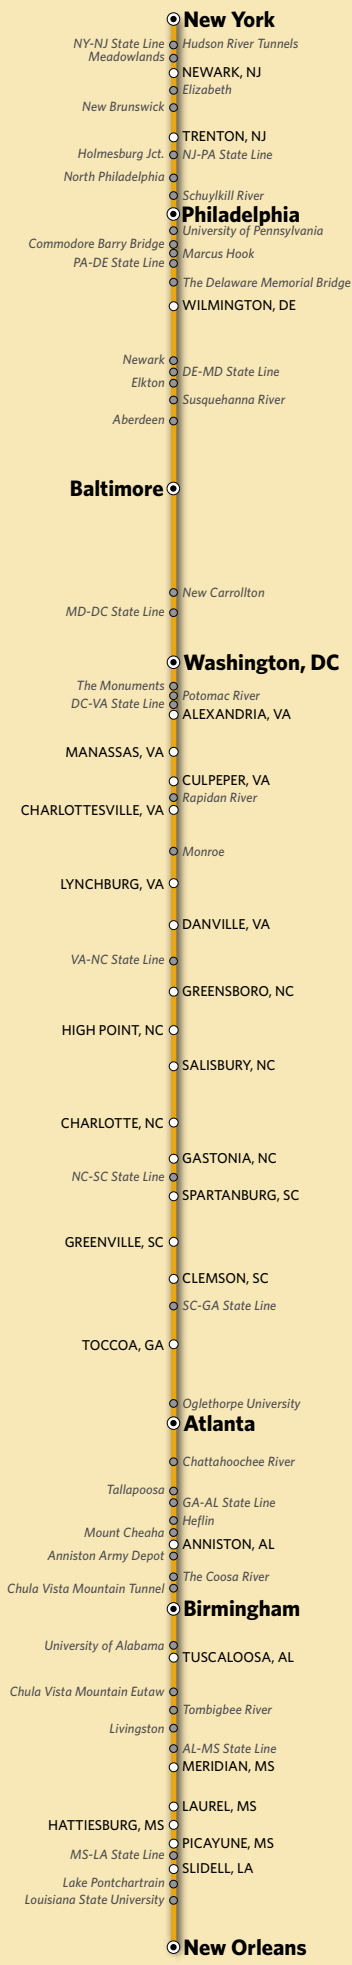 New York
NY-NJ State Line
Hudson River Tunnels
Meadowlands
NEWARK, NJ
Elizabeth
New Brunswick
TRENTON, NJ
Holmesburg Jct.
NJ-PA State Line
North Philadelphia
Schuylkill River
Philadelphia
University of Pennsylvania
Commodore Barry Bridge
Marcus Hook
PA-DE State Line
The Delaware Memorial Bridge
WILMINGTON, DE
Newark
DE-MD State Line
Elkton
Susquehanna River
Aberdeen
Baltimore
New Carrollton
MD-DC State Line
Washington, DC
The Monuments
Potomac River
DC-VA State Line
ALEXANDRIA, VA
MANASSAS, VA
CULPEPER, VA
Rapidan River
CHARLOTTESVILLE, VA
Monroe
LYNCHBURG, VA
DANVILLE, VA
VA-NC State Line
GREENSBORO, NC
HIGH POINT, NC
SALISBURY, NC
CHARLOTTE, NC
GASTONIA, NC
NC-SC State Line
SPARTANBURG, SC
GREENVILLE, SC
CLEMSON, SC
SC-GA State Line
TOCCOA, GA
Oglethorpe University
Atlanta
Chattahoochee River
Tallapoosa
GA-AL State Line
Heflin
Mount Cheaha
ANNISTON, AL
Anniston Army Depot
The Coosa River
Chula Vista Mountain Tunnel
Birmingham
University of Alabama
TUSCALOOSA, AL
Chula Vista Mountain Eutaw
Tombigbee River
Livingston
AL-MS State Line
MERIDIAN, MS
LAUREL, MS
HATTIESBURG, MS
PICAYUNE, MS
MS-LA State Line
SLIDELL, LA
Lake Pontchartrain
Louisiana State University
New Orleans